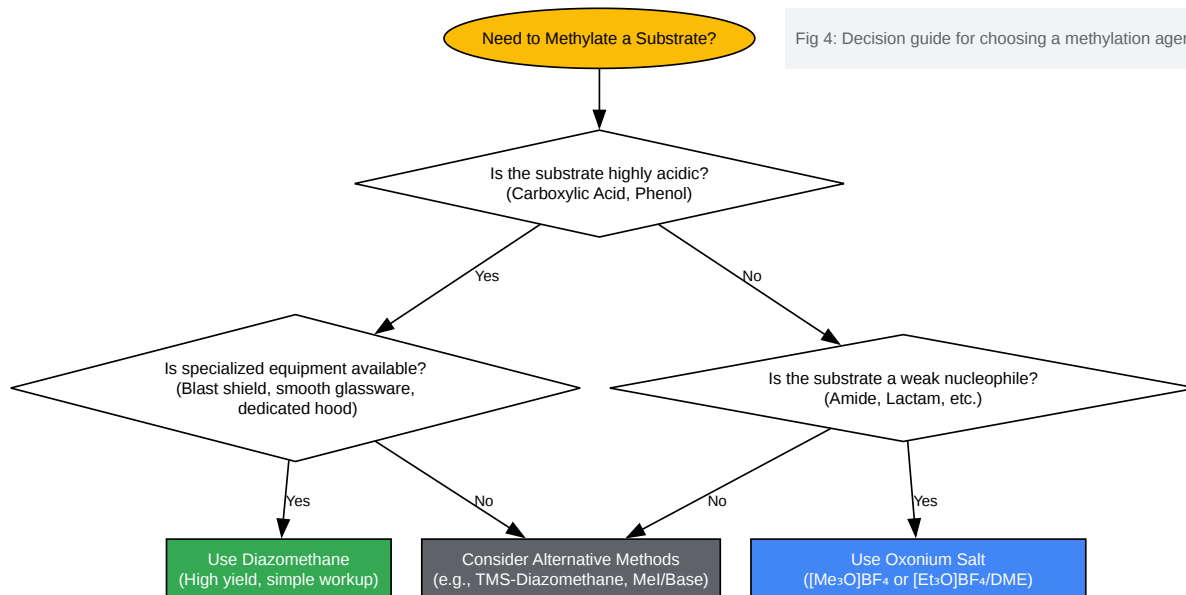 Need to Methylate a Substrate?
Fig 4: Decision guide for choosing a methylation
Is the substrate highly acidic?
(Carboxylic Acid, Phenol)
Yes
No
Is specialized equipment available?
(Blast shield, smooth glassware,
dedicated hood)
Is the substrate a weak nucleophile?
(Amide, Lactam, etc.)
Yes
No
No
Yes
Use Diazomethane
(High yield, simple workup)
Consider Alternative Methods
(e.g., TMS-Diazomethane, MeI/Base)
Use Oxonium Salt
([Me₃O]BF₄ or [Et₃O]BF₄/DME)